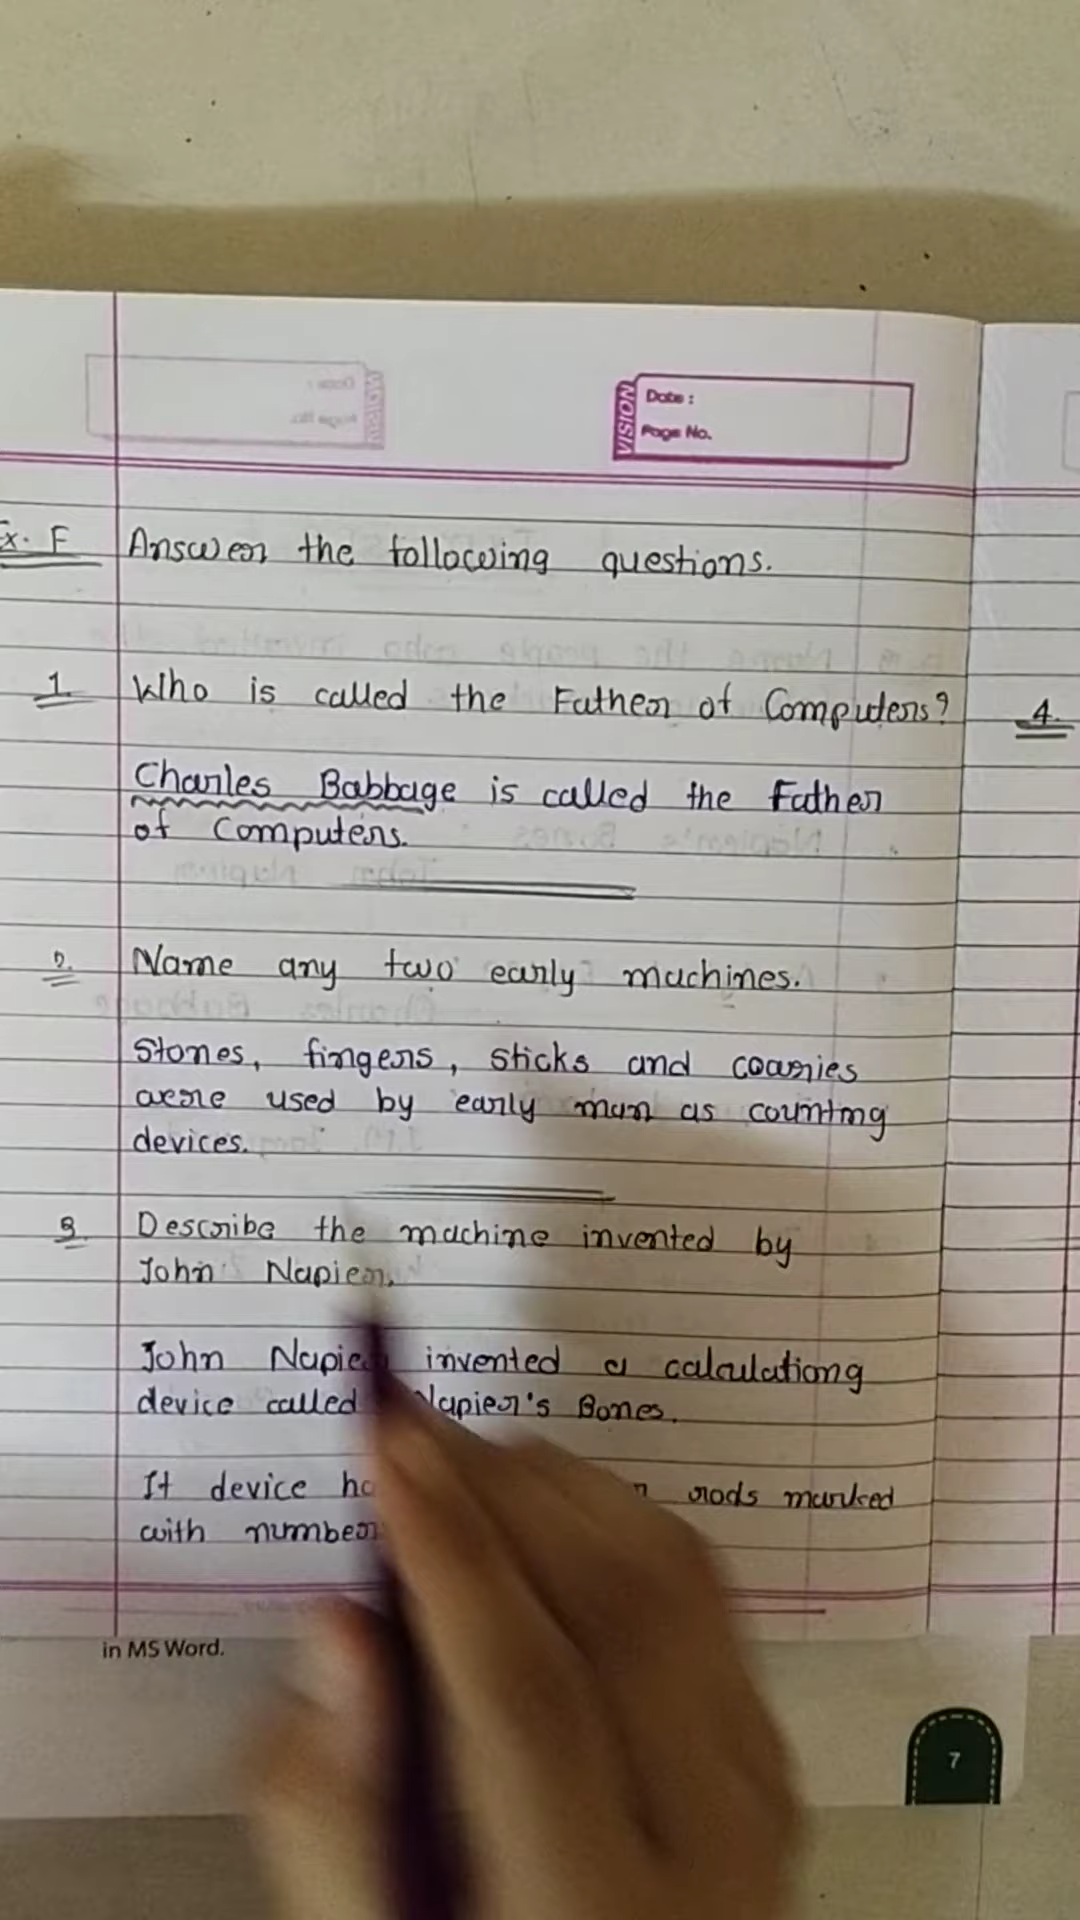 VISION
Date :
Page No.
Ex. F Answer the following questions.
1. Who is called the Father of Computers?
Charles Babbage is called the Father
of Computers.
2. Name any two early machines.
Stones, fingers, sticks and cowries
were used by early man as counting
devices.
3. Describe the machine invented by
John Napier.
John Napier invented a calculationg
device called Napier's Bones.
It device rods marked
with number
4.
in MS Word.
7